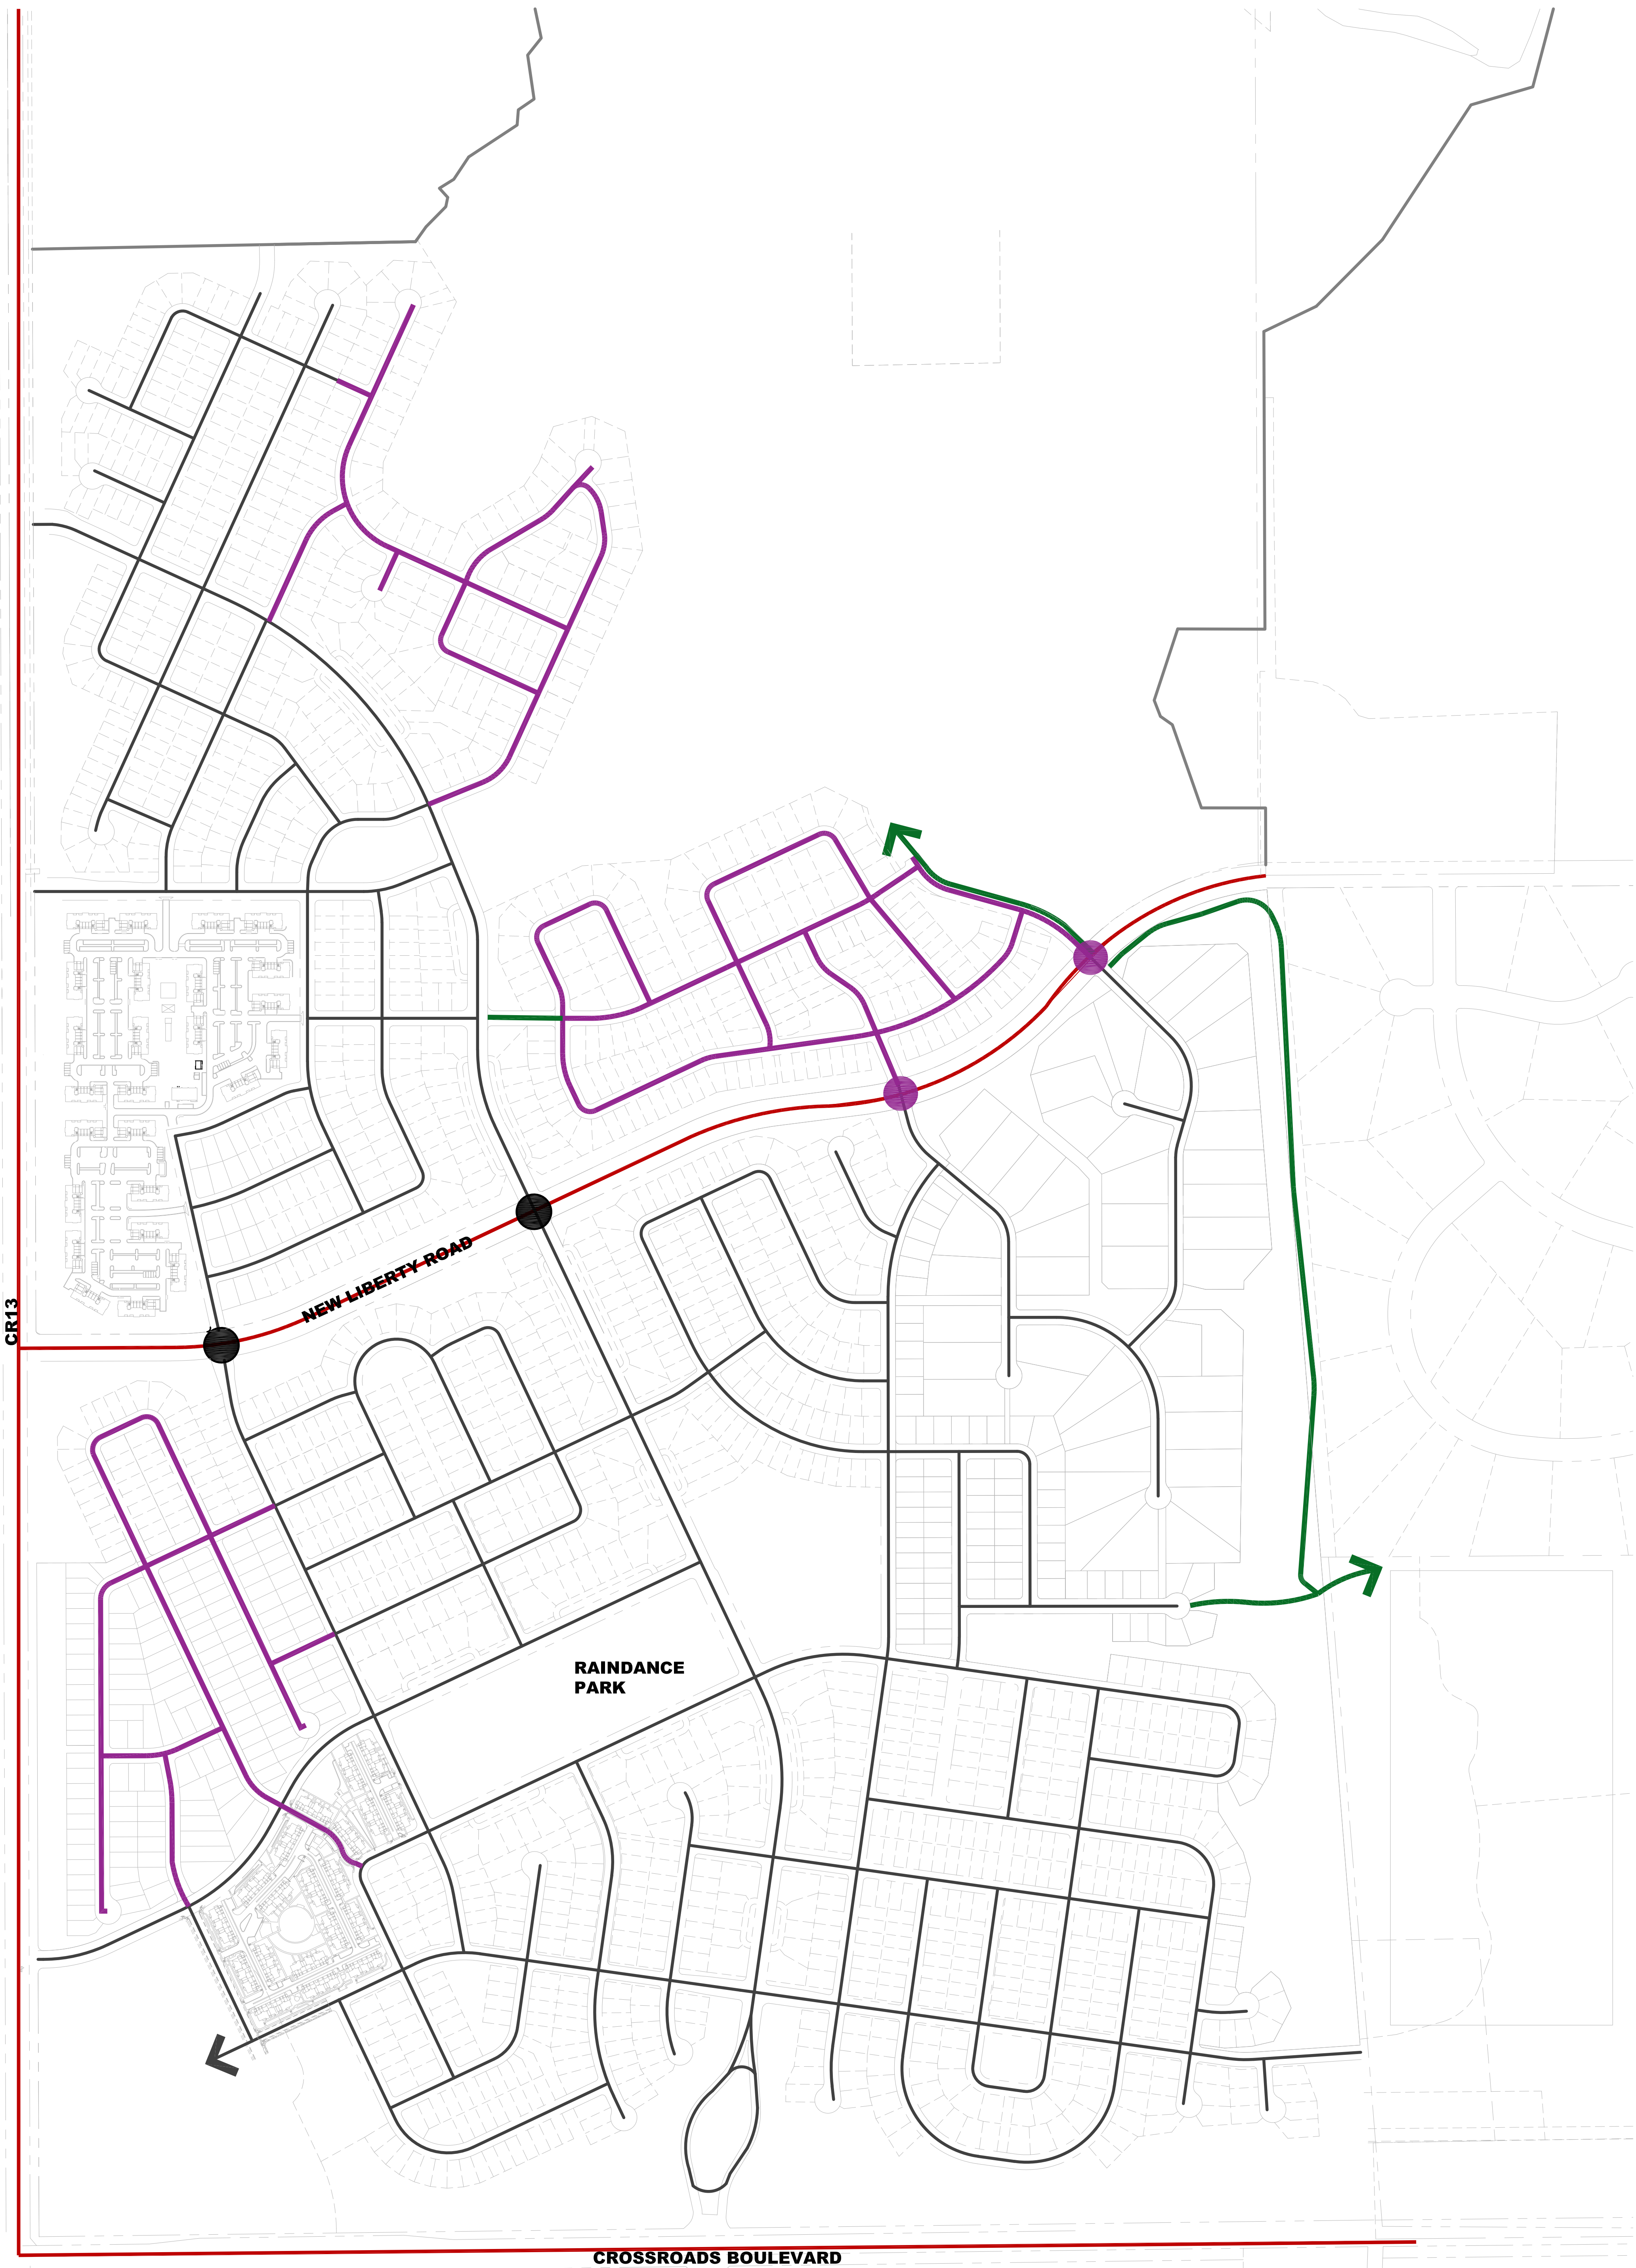 NEW LIBERTY ROAD
CR13
RAINDANCE
PARK
CROSSROADS BOULEVARD